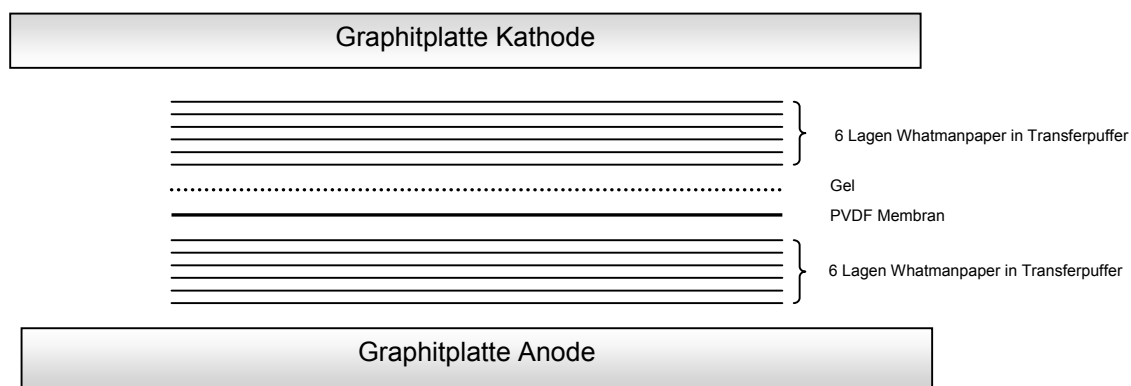 Graphitplatte Kathode
6 Lagen Whatmanpaper in Transferpuffer
Gel
PVDF Membran
6 Lagen Whatmanpaper in Transferpuffer
Graphitplatte Anode